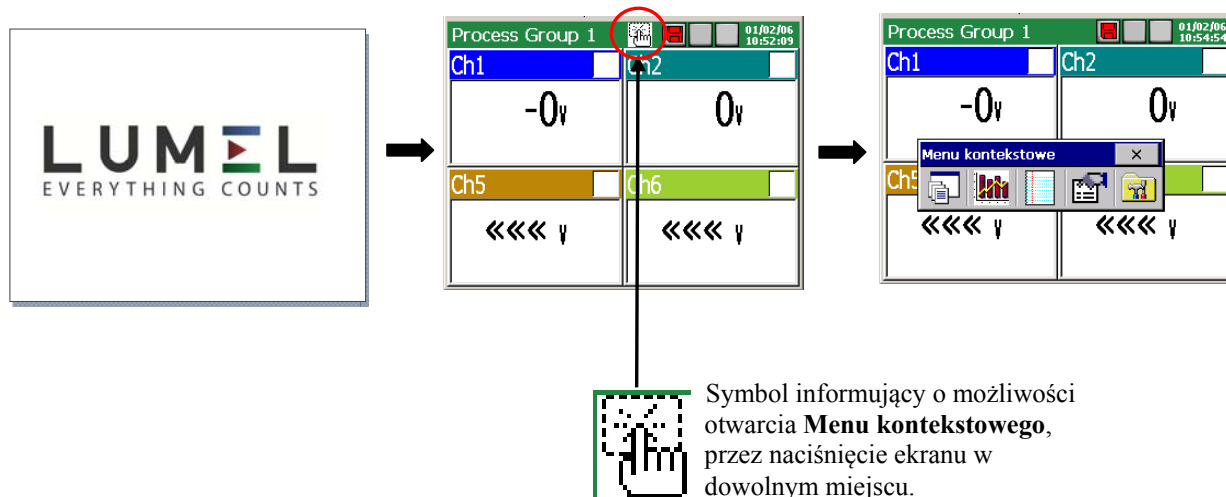 LUMEL
EVERYTHING COUNTS
Process Group 1
01/02/06
10:52:09
Ch1
Ch2
-0V
0V
Ch5
Ch6
««« V
««« V
Process Group 1
01/02/06
10:54:54
Ch1
Ch2
-0V
0V
Menu kontekstowe
Ch5
««« V
««« V
Symbol informujący o możliwości
otwarcia Menu kontekstowego,
przez naciśnięcie ekranu w
dowolnym miejscu.